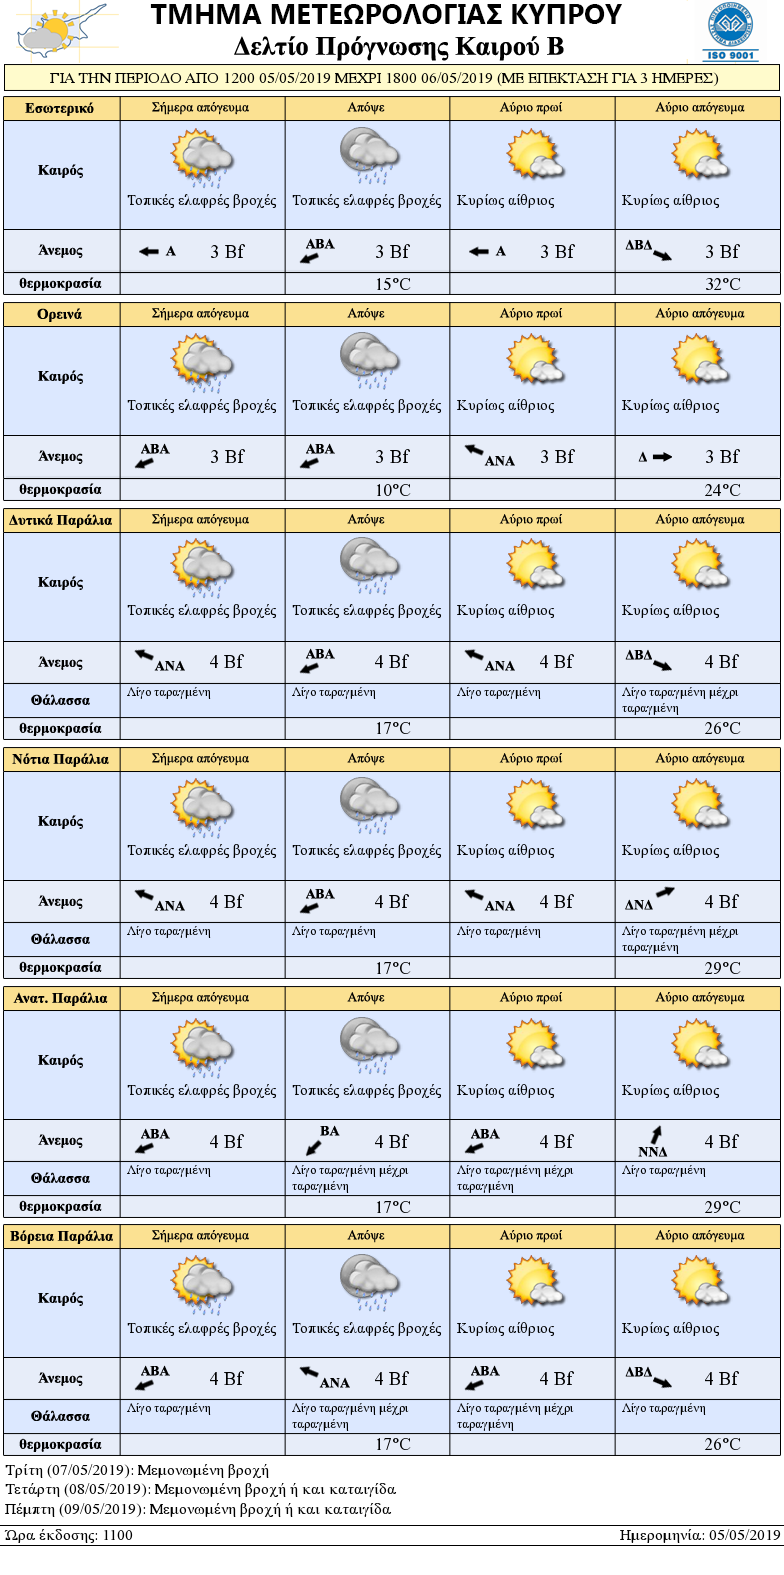 ΤΜΗΜΑ ΜΕΤΕΩΡΟΛΟΓΙΑΣ ΚΥΠΡΟΥ
Δελτίο Πρόγνωσης Καιρού Β
ISO 9001
ΓΙΑ ΤΗΝ ΠΕΡΙΟΔΟ ΑΠΟ 1200 05/05/2019 ΜΕΧΡΙ 1800 06/05/2019 (ΜΕ ΕΠΕΚΤΑΣΗ ΓΙΑ 3 ΗΜΕΡΕΣ)
Εσωτερικό Σήμερα απόγευμα Απόψε Αύριο πρωί Αύριο απόγευμα
Καιρός Τοπικές ελαφρές βροχές Τοπικές ελαφρές βροχές Κυρίως αίθριος Κυρίως αίθριος
Άνεμος Α 3 Bf ΑΒΑ 3 Bf Α 3 Bf ΔΒΔ 3 Bf
θερμοκρασία 15°C 32°C
Ορεινά Σήμερα απόγευμα Απόψε Αύριο πρωί Αύριο απόγευμα
Καιρός Τοπικές ελαφρές βροχές Τοπικές ελαφρές βροχές Κυρίως αίθριος Κυρίως αίθριος
Άνεμος ΑΒΑ 3 Bf ΑΒΑ 3 Bf ΑΝΑ 3 Bf Δ 3 Bf
θερμοκρασία 10°C 24°C
Δυτικά Παράλια Σήμερα απόγευμα Απόψε Αύριο πρωί Αύριο απόγευμα
Καιρός Τοπικές ελαφρές βροχές Τοπικές ελαφρές βροχές Κυρίως αίθριος Κυρίως αίθριος
Άνεμος ΑΝΑ 4 Bf ΑΒΑ 4 Bf ΑΝΑ 4 Bf ΔΒΔ 4 Bf
Θάλασσα Λίγο ταραγμένη Λίγο ταραγμένη Λίγο ταραγμένη Λίγο ταραγμένη μέχρι
ταραγμένη
θερμοκρασία 17°C 26°C
Νότια Παράλια Σήμερα απόγευμα Απόψε Αύριο πρωί Αύριο απόγευμα
Καιρός Τοπικές ελαφρές βροχές Τοπικές ελαφρές βροχές Κυρίως αίθριος Κυρίως αίθριος
Άνεμος ΑΝΑ 4 Bf ΑΒΑ 4 Bf ΑΝΑ 4 Bf ΔΝΔ 4 Bf
Θάλασσα Λίγο ταραγμένη Λίγο ταραγμένη Λίγο ταραγμένη Λίγο ταραγμένη μέχρι
ταραγμένη
θερμοκρασία 17°C 29°C
Ανατ. Παράλια Σήμερα απόγευμα Απόψε Αύριο πρωί Αύριο απόγευμα
Καιρός Τοπικές ελαφρές βροχές Τοπικές ελαφρές βροχές Κυρίως αίθριος Κυρίως αίθριος
Άνεμος ΑΒΑ 4 Bf ΒΑ 4 Bf ΑΒΑ 4 Bf ΝΝΔ 4 Bf
Θάλασσα Λίγο ταραγμένη Λίγο ταραγμένη μέχρι Λίγο ταραγμένη μέχρι Λίγο ταραγμένη
ταραγμένη ταραγμένη
θερμοκρασία 17°C 29°C
Βόρεια Παράλια Σήμερα απόγευμα Απόψε Αύριο πρωί Αύριο απόγευμα
Καιρός Τοπικές ελαφρές βροχές Τοπικές ελαφρές βροχές Κυρίως αίθριος Κυρίως αίθριος
Άνεμος ΑΒΑ 4 Bf ΑΝΑ 4 Bf ΑΒΑ 4 Bf ΔΒΔ 4 Bf
Θάλασσα Λίγο ταραγμένη Λίγο ταραγμένη μέχρι Λίγο ταραγμένη μέχρι Λίγο ταραγμένη
ταραγμένη ταραγμένη
θερμοκρασία 17°C 26°C
Τρίτη (07/05/2019): Μεμονωμένη βροχή
Τετάρτη (08/05/2019): Μεμονωμένη βροχή ή και καταιγίδα
Πέμπτη (09/05/2019): Μεμονωμένη βροχή ή και καταιγίδα
Ώρα έκδοσης: 1100 Ημερομηνία: 05/05/2019